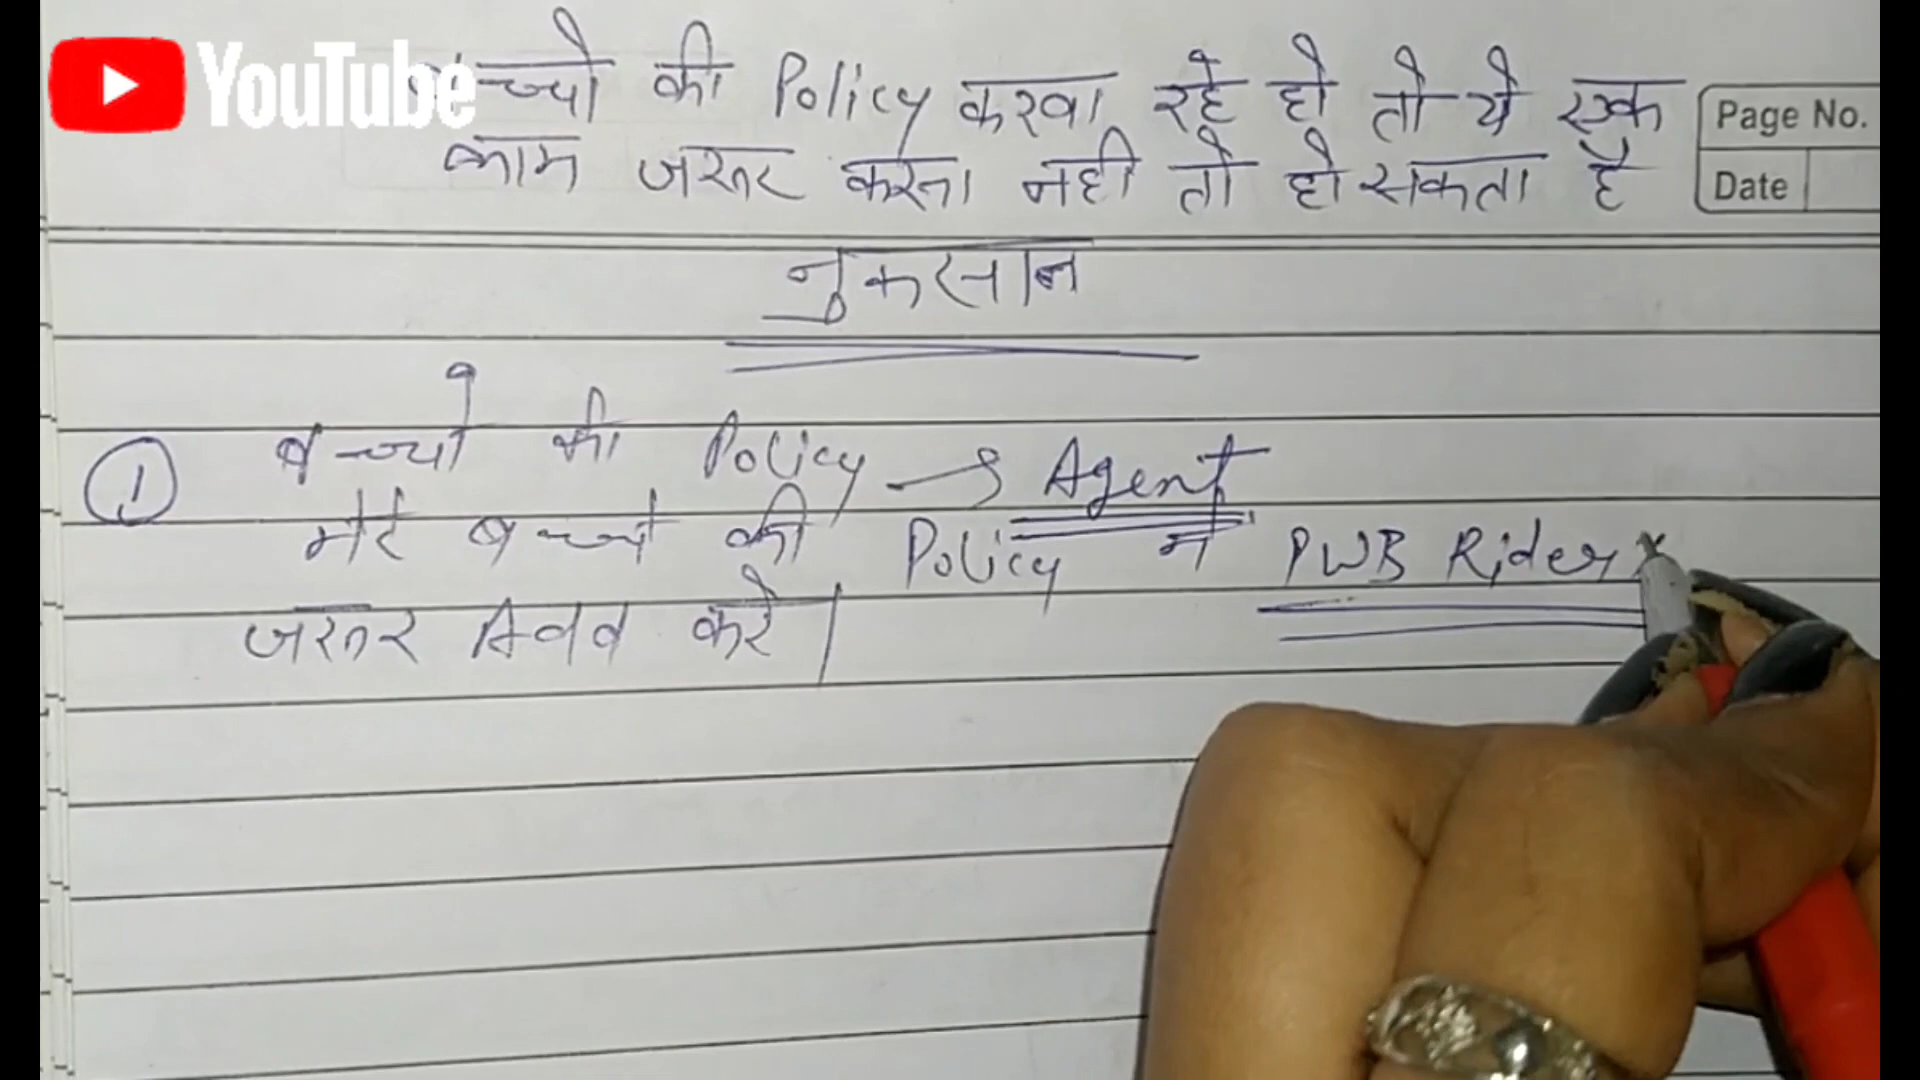 YouTube
बच्चो की Policy करवा रहे हो तो ये एक
काम जरूर करना नही तो हो सकता है
नुकसान
Page No.
Date
① बच्चो की Policy → Agent
मेरे बच्चो की Policy मे PWB Rider
जरूर Add करे।